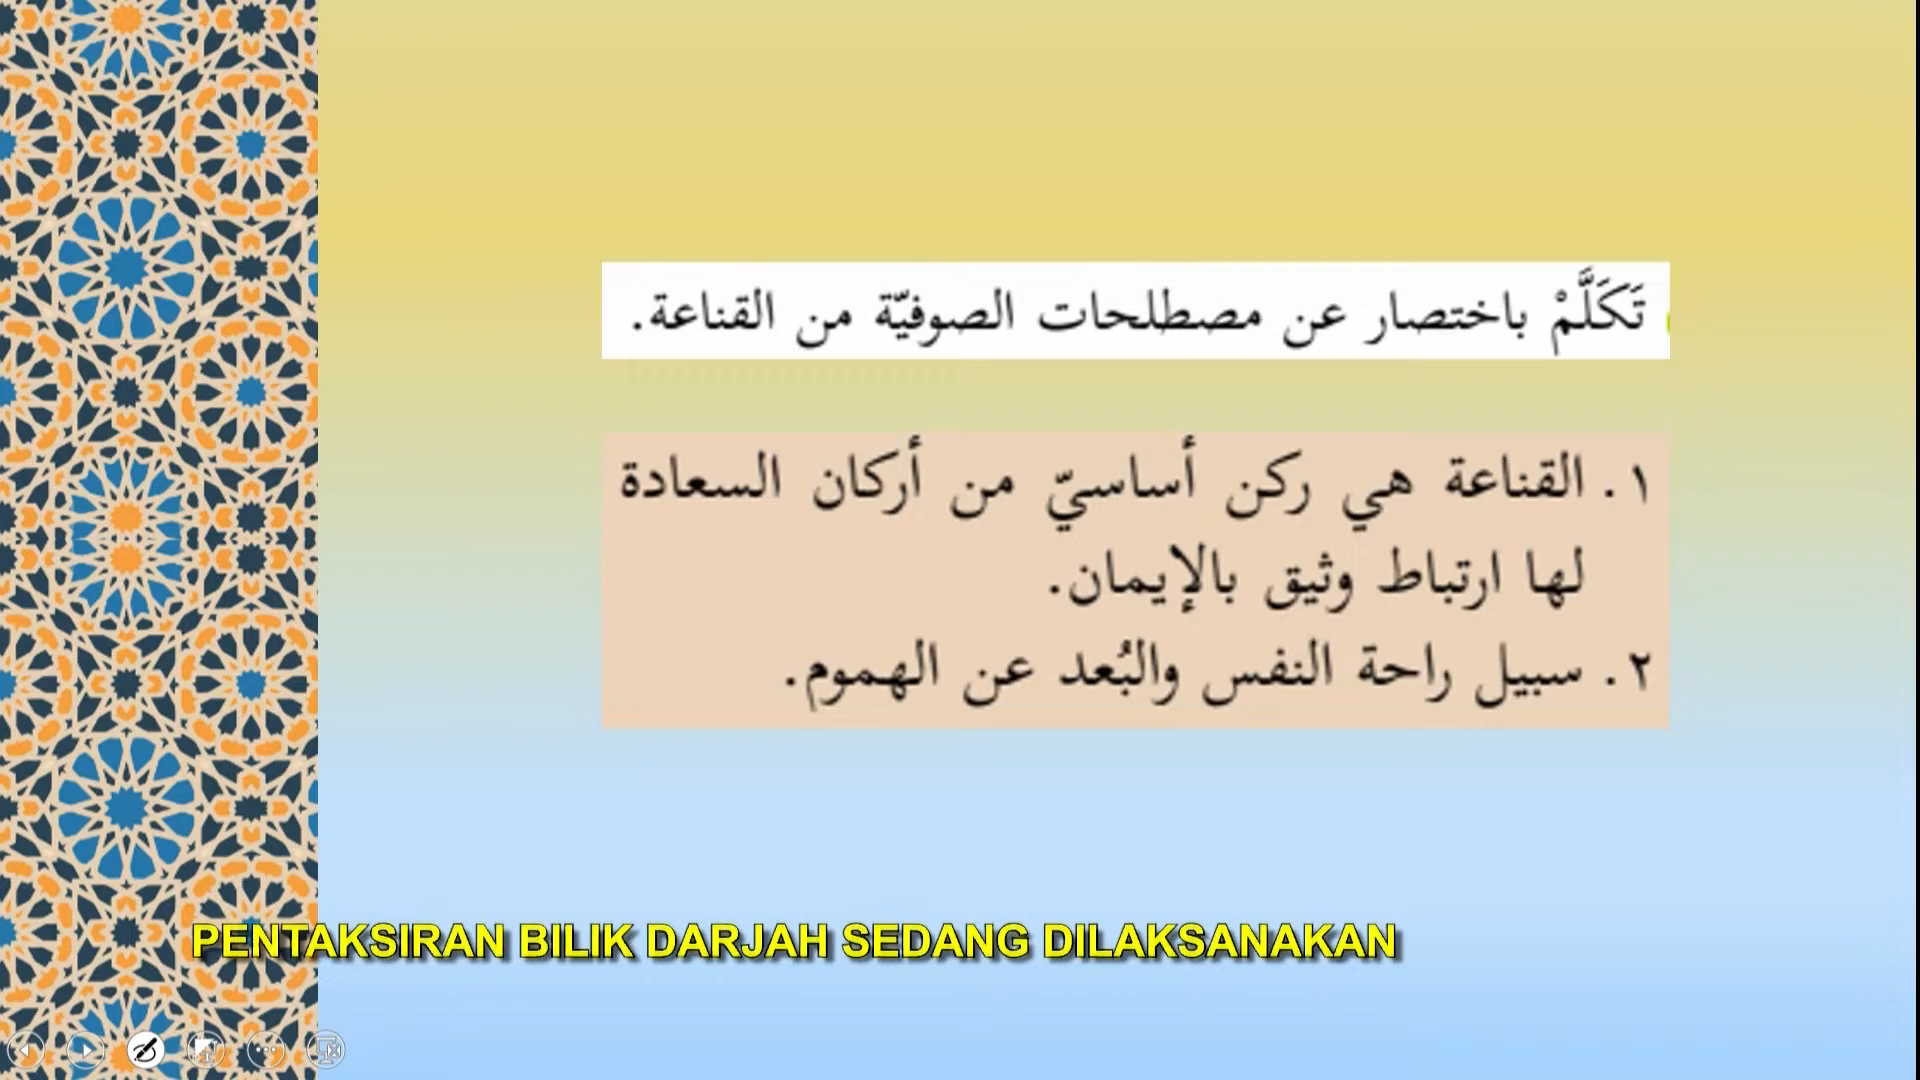 تَكَلَّمْ باختصار عن مصطلحات الصوفيّة من القناعة.
١. القناعة هي ركن أساسيّ من أركان السعادة
لها ارتباط وثيق بالإيمان.
٢. سبيل راحة النفس والبُعد عن الهموم.
PENTAKSIRAN BILIK DARJAH SEDANG DILAKSANAKAN